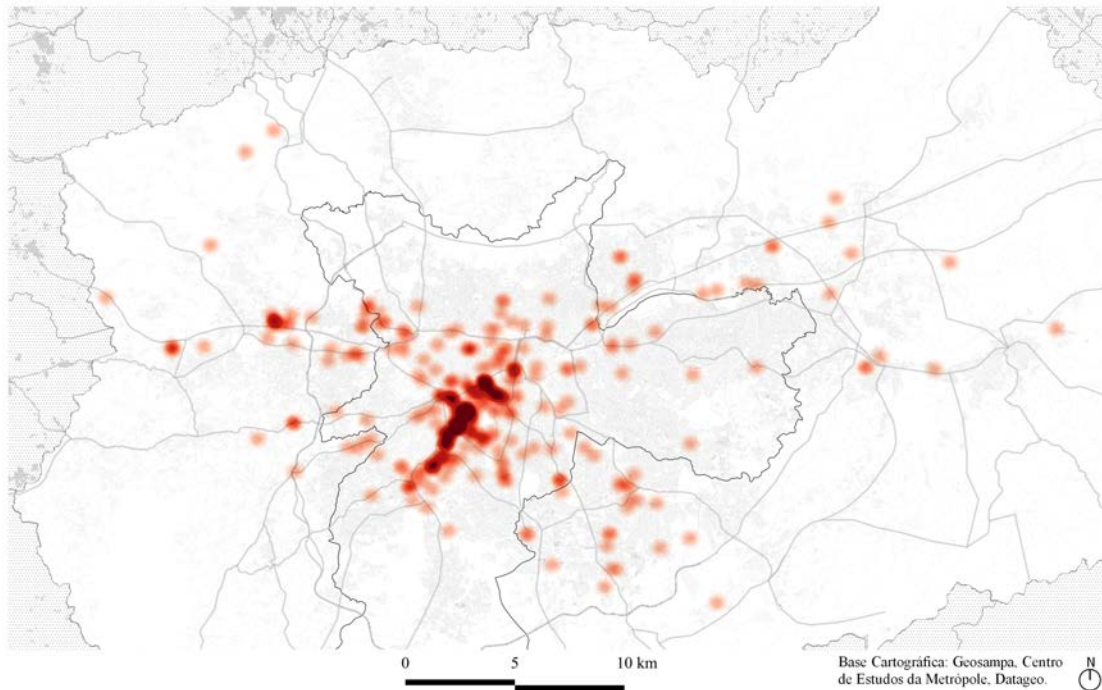 0 5 10 km
Base Cartográfica: Geosampa, Centro
de Estudos da Metrópole, Datageo.
N